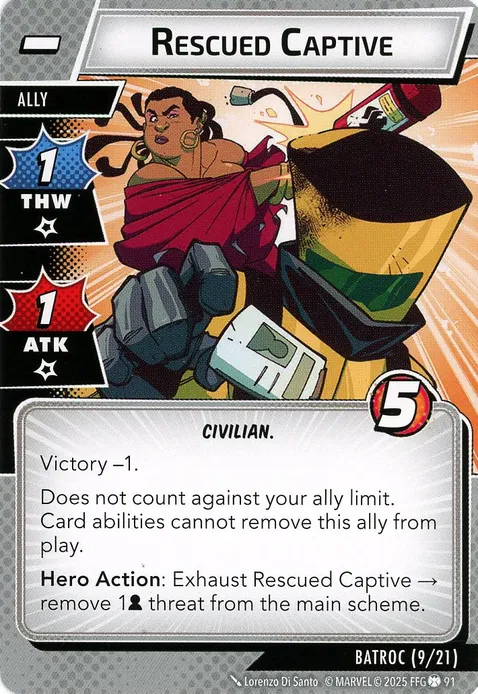 RESCUED CAPTIVE
ALLY
1
THW
1
ATK
5
CIVILIAN.
Victory –1.
Does not count against your ally limit.
Card abilities cannot remove this ally from
play.
Hero Action: Exhaust Rescued Captive →
remove 1 threat from the main scheme.
BATROC (9/21)
Lorenzo Di Santo © MARVEL © 2025 FFG 91